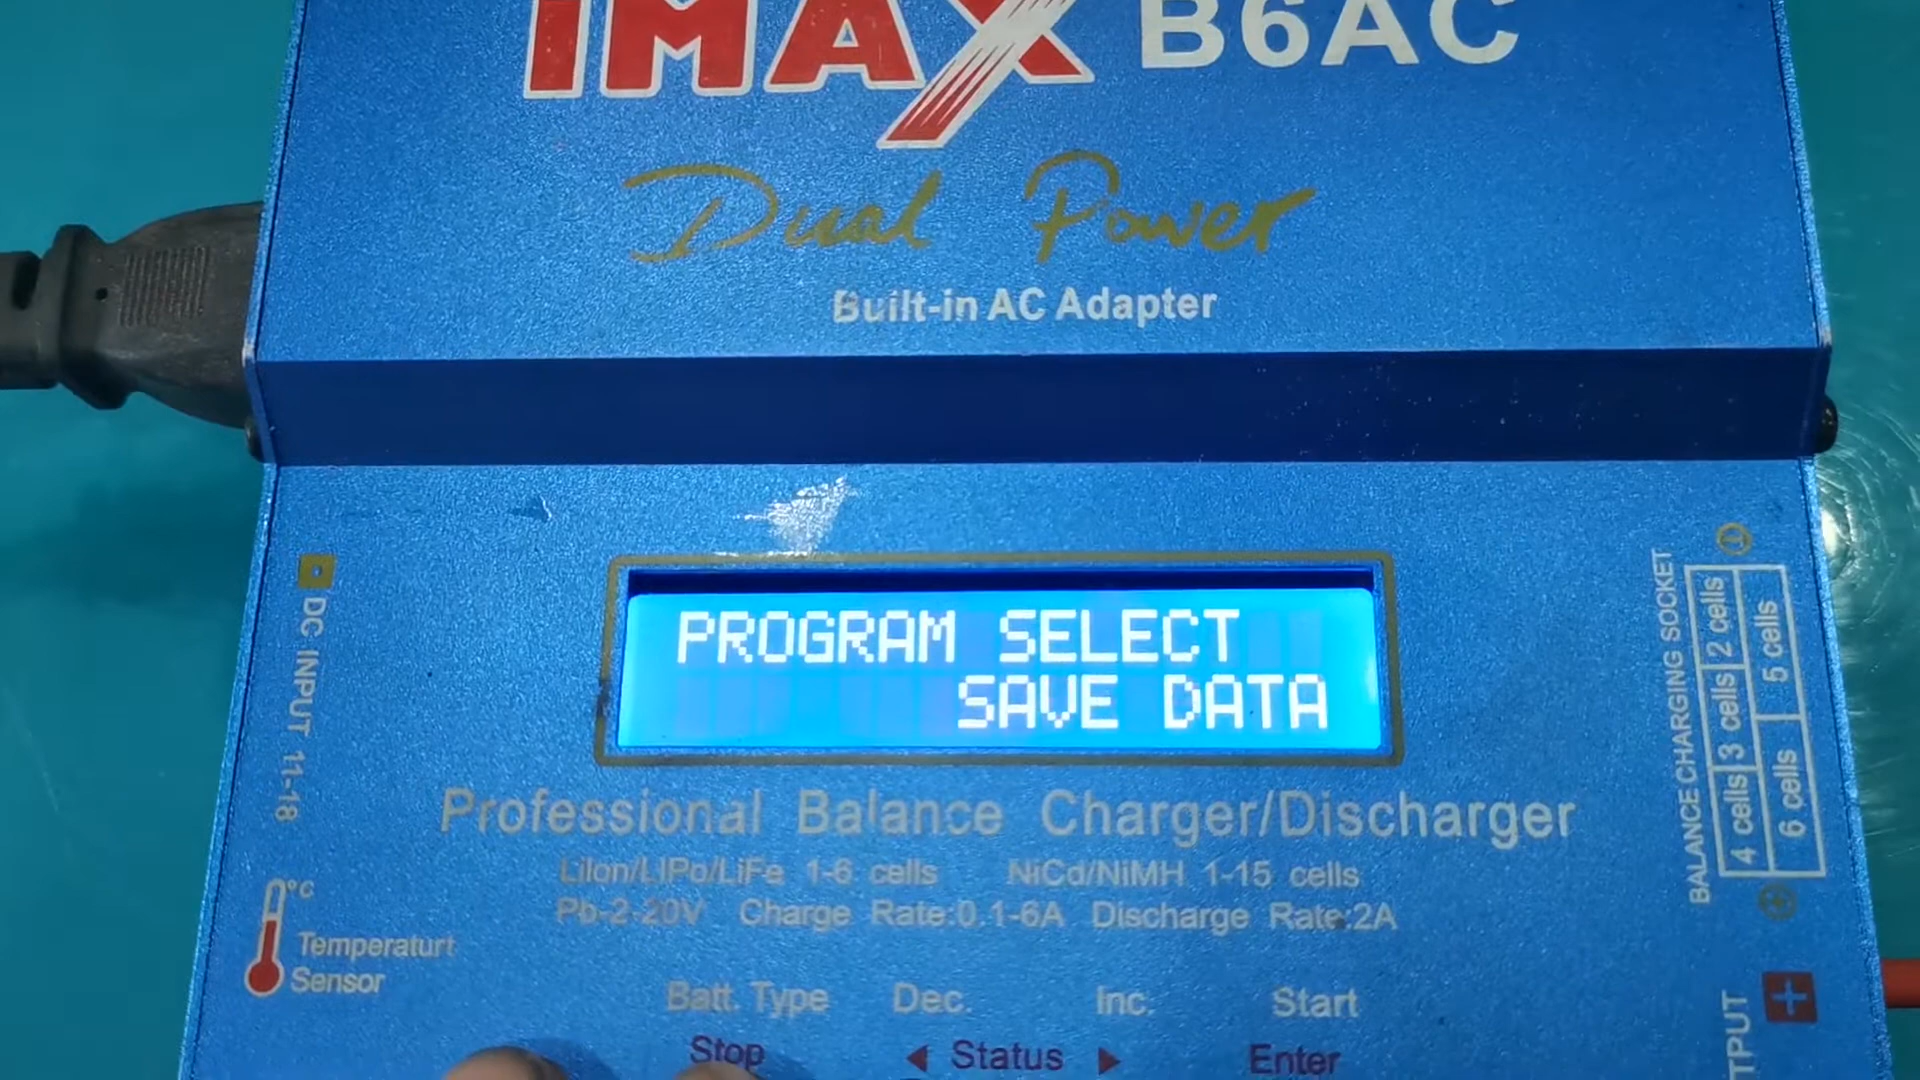 iMAX B6AC
Dual Power
Built-in AC Adapter
DC INPUT 11-18
PROGRAM SELECT
SAVE DATA
BALANCE CHARGING SOCKET
2 cells
3 cells
4 cells
5 cells
6 cells
Professional Balance Charger/Discharger
LiIon/LiPo/LiFe 1-6 cells NiCd/NiMH 1-15 cells
Pb-2-20V Charge Rate:0.1-6A Discharge Rate:2A
°C
Temperaturt
Sensor
Batt. Type Dec. Inc. Start
Stop ◀ Status ▶ Enter
+